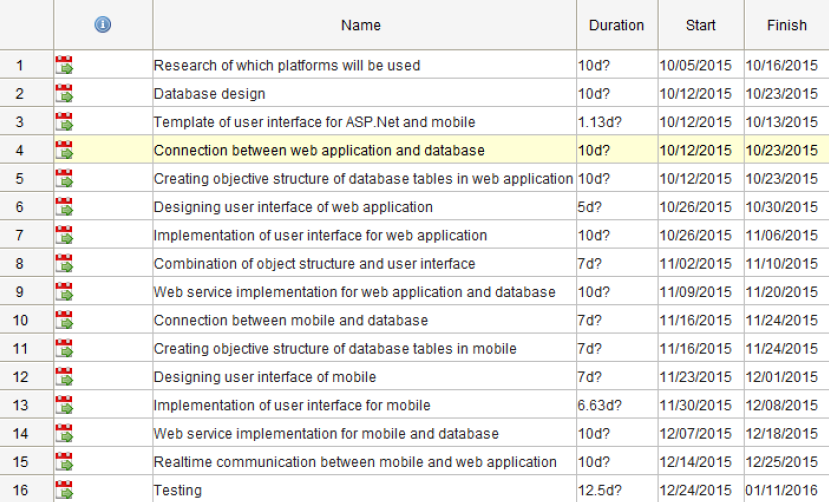 Name Duration Start Finish
1 Research of which platforms will be used 10d? 10/05/2015 10/16/2015
2 Database design 10d? 10/12/2015 10/23/2015
3 Template of user interface for ASP.Net and mobile 1.13d? 10/12/2015 10/13/2015
4 Connection between web application and database 10d? 10/12/2015 10/23/2015
5 Creating objective structure of database tables in web application 10d? 10/12/2015 10/23/2015
6 Designing user interface of web application 5d? 10/26/2015 10/30/2015
7 Implementation of user interface for web application 10d? 10/26/2015 11/06/2015
8 Combination of object structure and user interface 7d? 11/02/2015 11/10/2015
9 Web service implementation for web application and database 10d? 11/09/2015 11/20/2015
10 Connection between mobile and database 7d? 11/16/2015 11/24/2015
11 Creating objective structure of database tables in mobile 7d? 11/16/2015 11/24/2015
12 Designing user interface of mobile 7d? 11/23/2015 12/01/2015
13 Implementation of user interface for mobile 6.63d? 11/30/2015 12/08/2015
14 Web service implementation for mobile and database 10d? 12/07/2015 12/18/2015
15 Realtime communication between mobile and web application 10d? 12/14/2015 12/25/2015
16 Testing 12.5d? 12/24/2015 01/11/2016